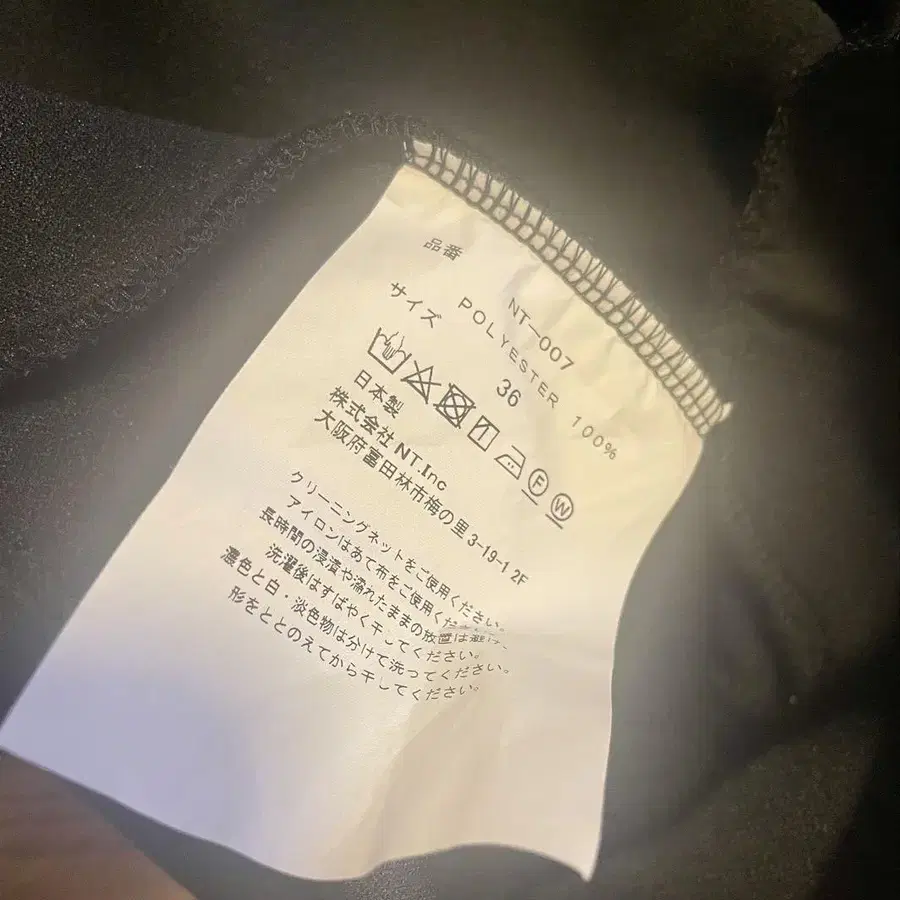 品番 NT-007
サイズ 36
POLYESTER 100%
日本製
株式会社 NT.Inc
大阪府富田林市梅の里 3-19-1 2F
クリーニングネットをご使用ください。
アイロンはあて布をご使用ください。
長時間の浸漬や濡れたままの放置は避け
洗濯後はすばやく干してください。
濃色と白・淡色物は分けて洗ってください。
形をととのえてから干してください。
F
W